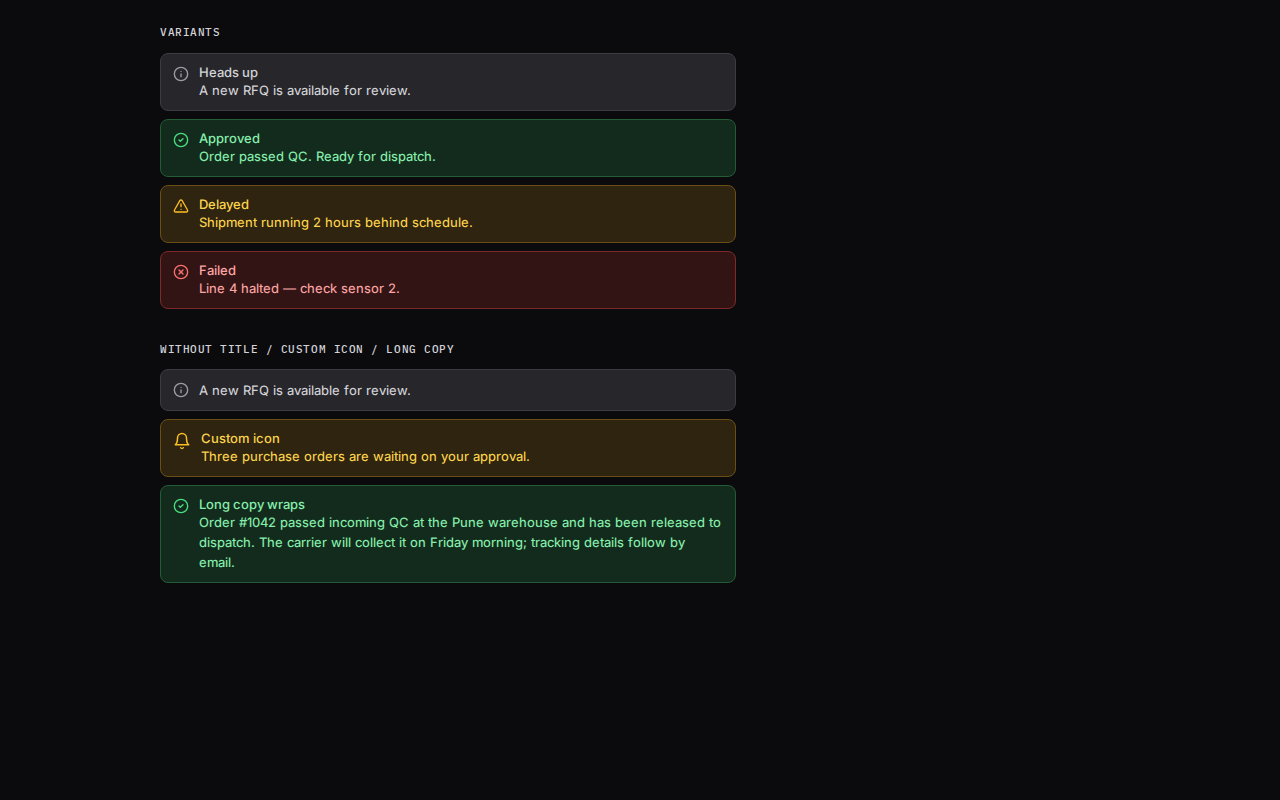 VARIANTS
Heads up
A new RFQ is available for review.
Approved
Order passed QC. Ready for dispatch.
Delayed
Shipment running 2 hours behind schedule.
Failed
Line 4 halted — check sensor 2.
WITHOUT TITLE / CUSTOM ICON / LONG COPY
A new RFQ is available for review.
Custom icon
Three purchase orders are waiting on your approval.
Long copy wraps
Order #1042 passed incoming QC at the Pune warehouse and has been released to
dispatch. The carrier will collect it on Friday morning; tracking details follow by
email.